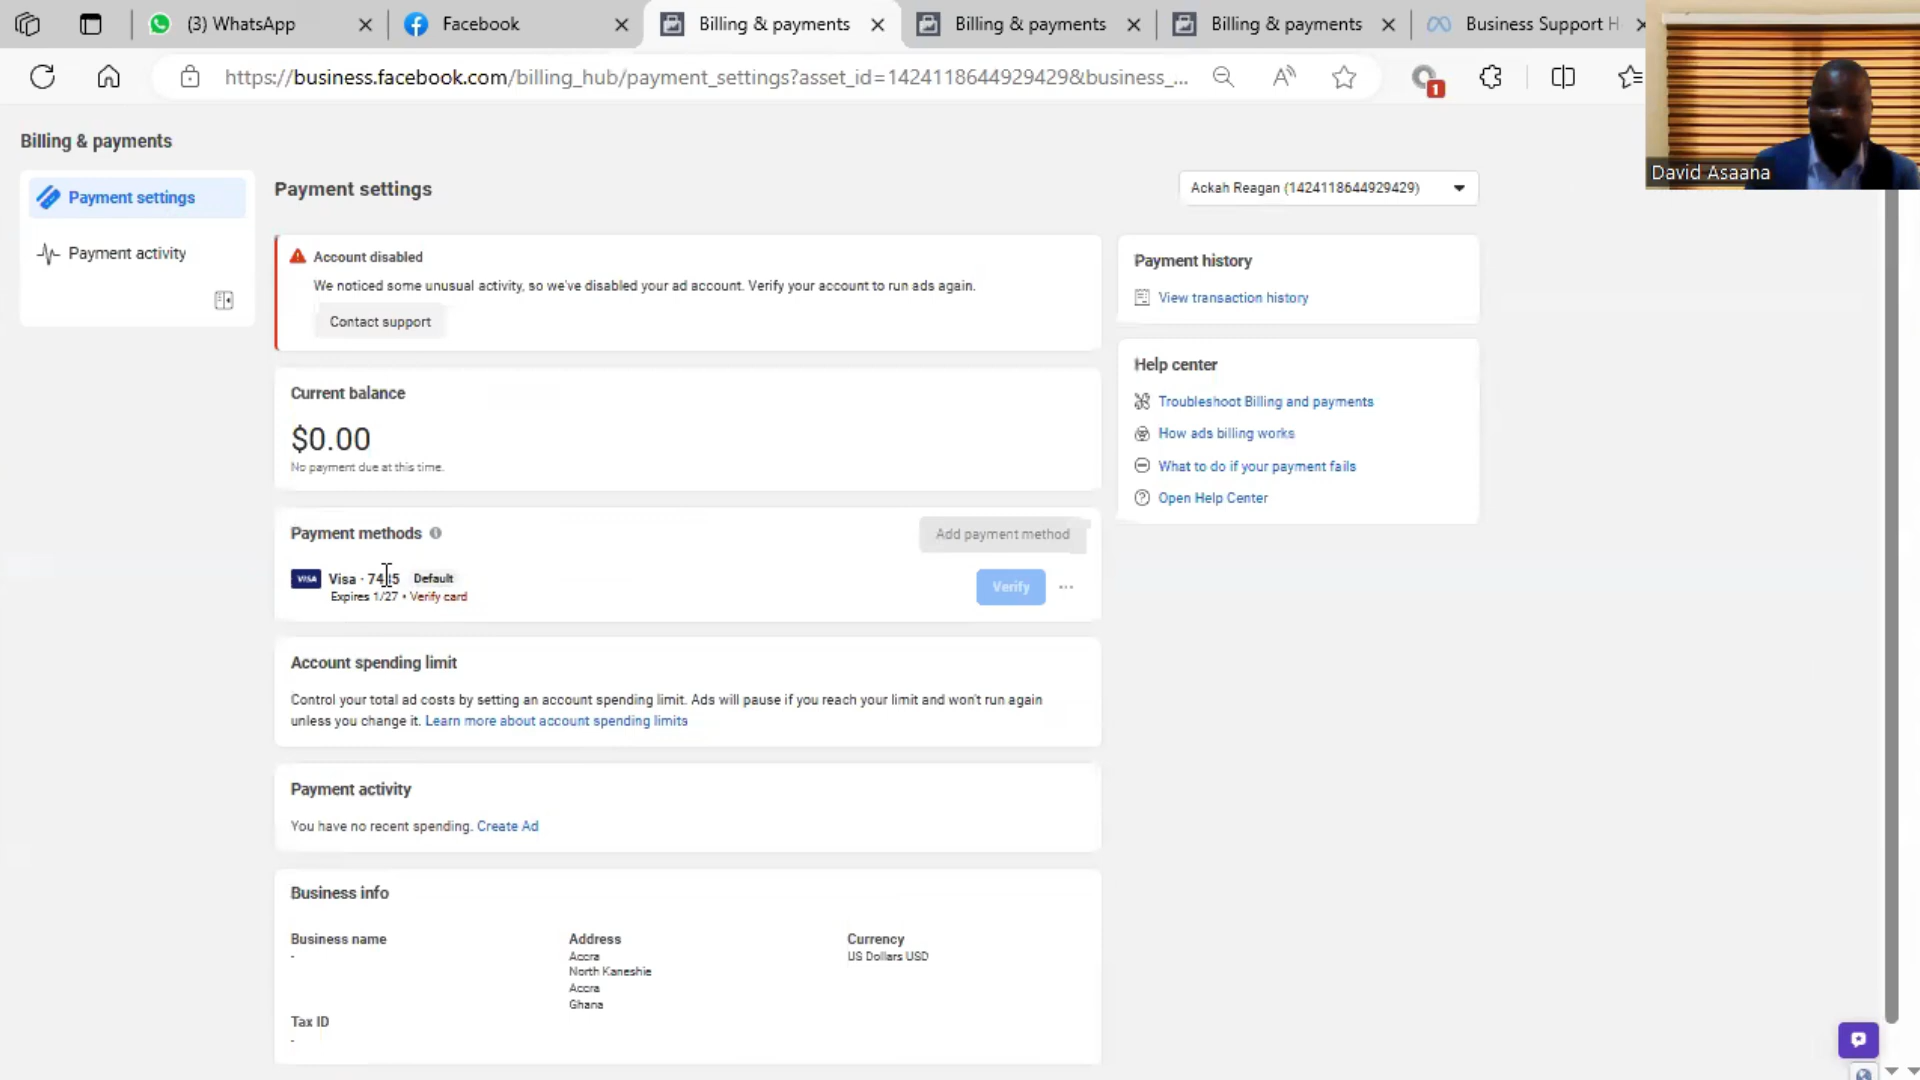 (3) WhatsApp
Facebook
Billing & payments
Billing & payments
Billing & payments
Business Support H
https://business.facebook.com/billing_hub/payment_settings?asset_id=1424118644929429&business_...
1
David Asaana
Billing & payments
Payment settings
Payment activity
Payment settings
Ackah Reagan (1424118644929429)
Account disabled
We noticed some unusual activity, so we've disabled your ad account. Verify your account to run ads again.
Contact support
Current balance
$0.00
No payment due at this time.
Payment methods
Add payment method
VISA
Visa ·
Default
Expires 1/27 • Verify card
Verify
Account spending limit
Control your total ad costs by setting an account spending limit. Ads will pause if you reach your limit and won't run again
unless you change it. Learn more about account spending limits
Payment activity
You have no recent spending. Create Ad
Business info
Business name
-
Address
Accra
North Kaneshie
Accra
Ghana
Currency
US Dollars USD
Tax ID
-
Payment history
View transaction history
Help center
Troubleshoot Billing and payments
How ads billing works
What to do if your payment fails
Open Help Center